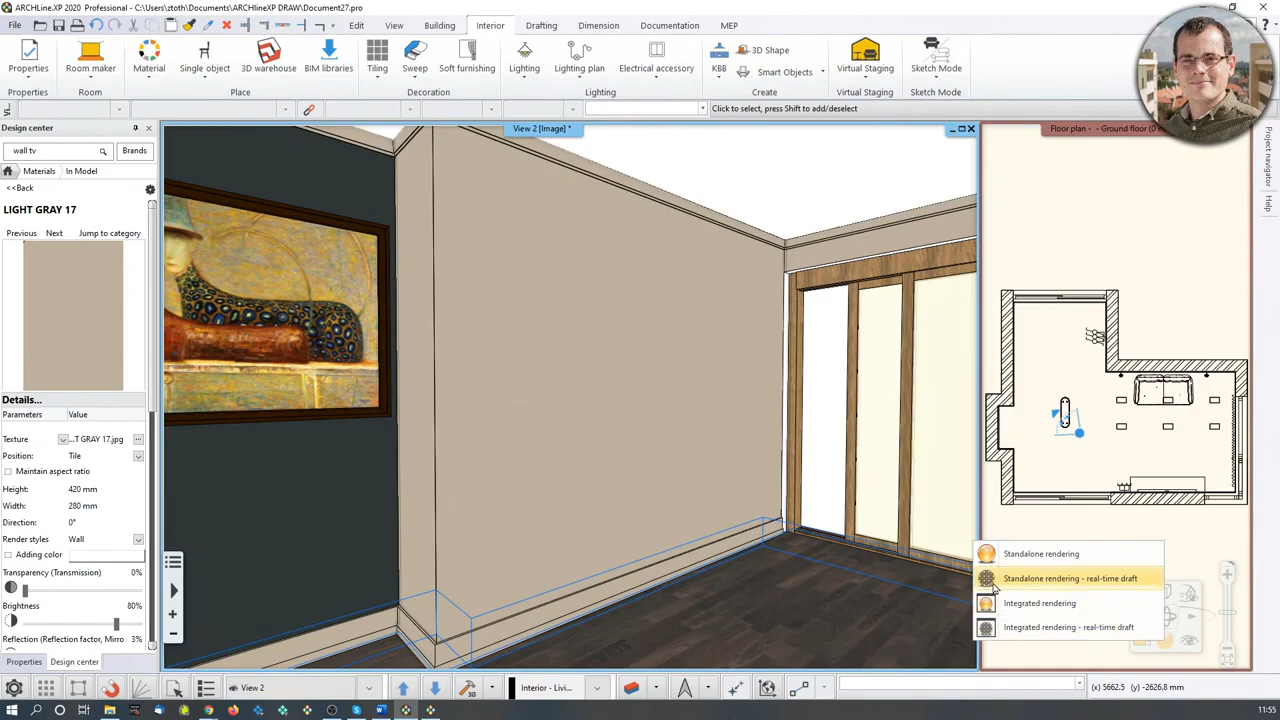 ARCHLine.XP 2020 - C:\Users\ztoth\Documents\ARCHlineXP DRAW\Document27.pro
File
Edit
View
Building
Interior
Drafting
Dimension
Documentation
MEP
Properties
Room maker
Material
Single object
3D warehouse
BIM libraries
Tiling
Sweep
Soft furnishing
Lighting
Lighting plan
Electrical accessory
KBB
3D Shape
Smart Objects
Virtual Staging
Sketch Mode
Properties
Room
Place
Decoration
Lighting
Create
Virtual Staging
Sketch Mode
Click to select, press Shift to add/deselect
Design center
View 2 [Image] *
Floor plan - - Ground floor (0
wall tv
Brands
Materials
In Model
<<Back
LIGHT GRAY 17
Previous
Next
Jump to category
Details...
Parameters
Value
Texture
...T GRAY 17.jpg
Position:
Tile
Maintain aspect ratio
Height:
420 mm
Width:
280 mm
Direction:
0°
Render styles
Wall
Adding color
Transparency (Transmission)
0%
Brightness
80%
Reflection (Reflection factor, Mirro
Properties
Design center
Project navigator
Help
Standalone rendering
Standalone rendering - real-time draft
Integrated rendering
Integrated rendering - real-time draft
View 2
Interior - Livi...
(x) 5662.5 (y) -2626.8 mm
11:55